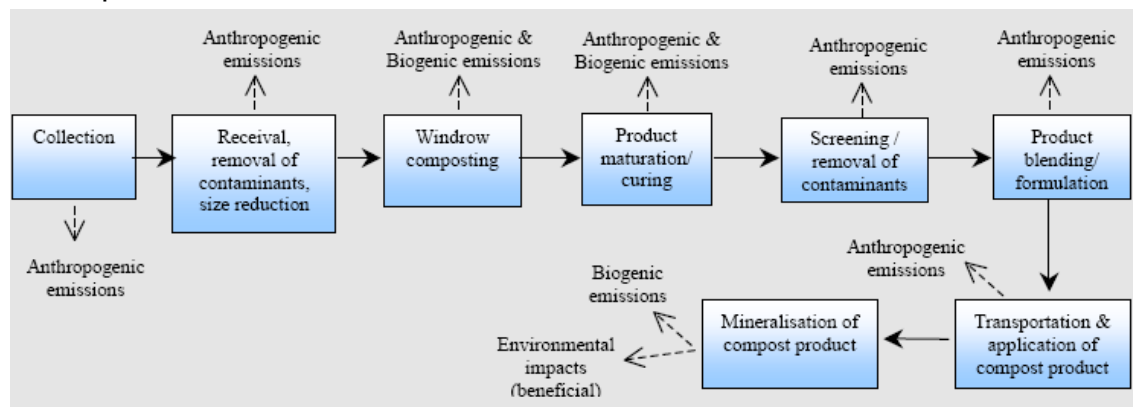 Anthropogenic
emissions
Anthropogenic &
Biogenic emissions
Anthropogenic &
Biogenic emissions
Anthropogenic
emissions
Anthropogenic
emissions
Collection
Receival,
removal of
contaminants,
size reduction
Windrow
composting
Product
maturation/
curing
Screening /
removal of
contaminants
Product
blending/
formulation
Anthropogenic
emissions
Anthropogenic
emissions
Transportation &
application of
compost product
Mineralisation of
compost product
Biogenic
emissions
Environmental
impacts
(beneficial)